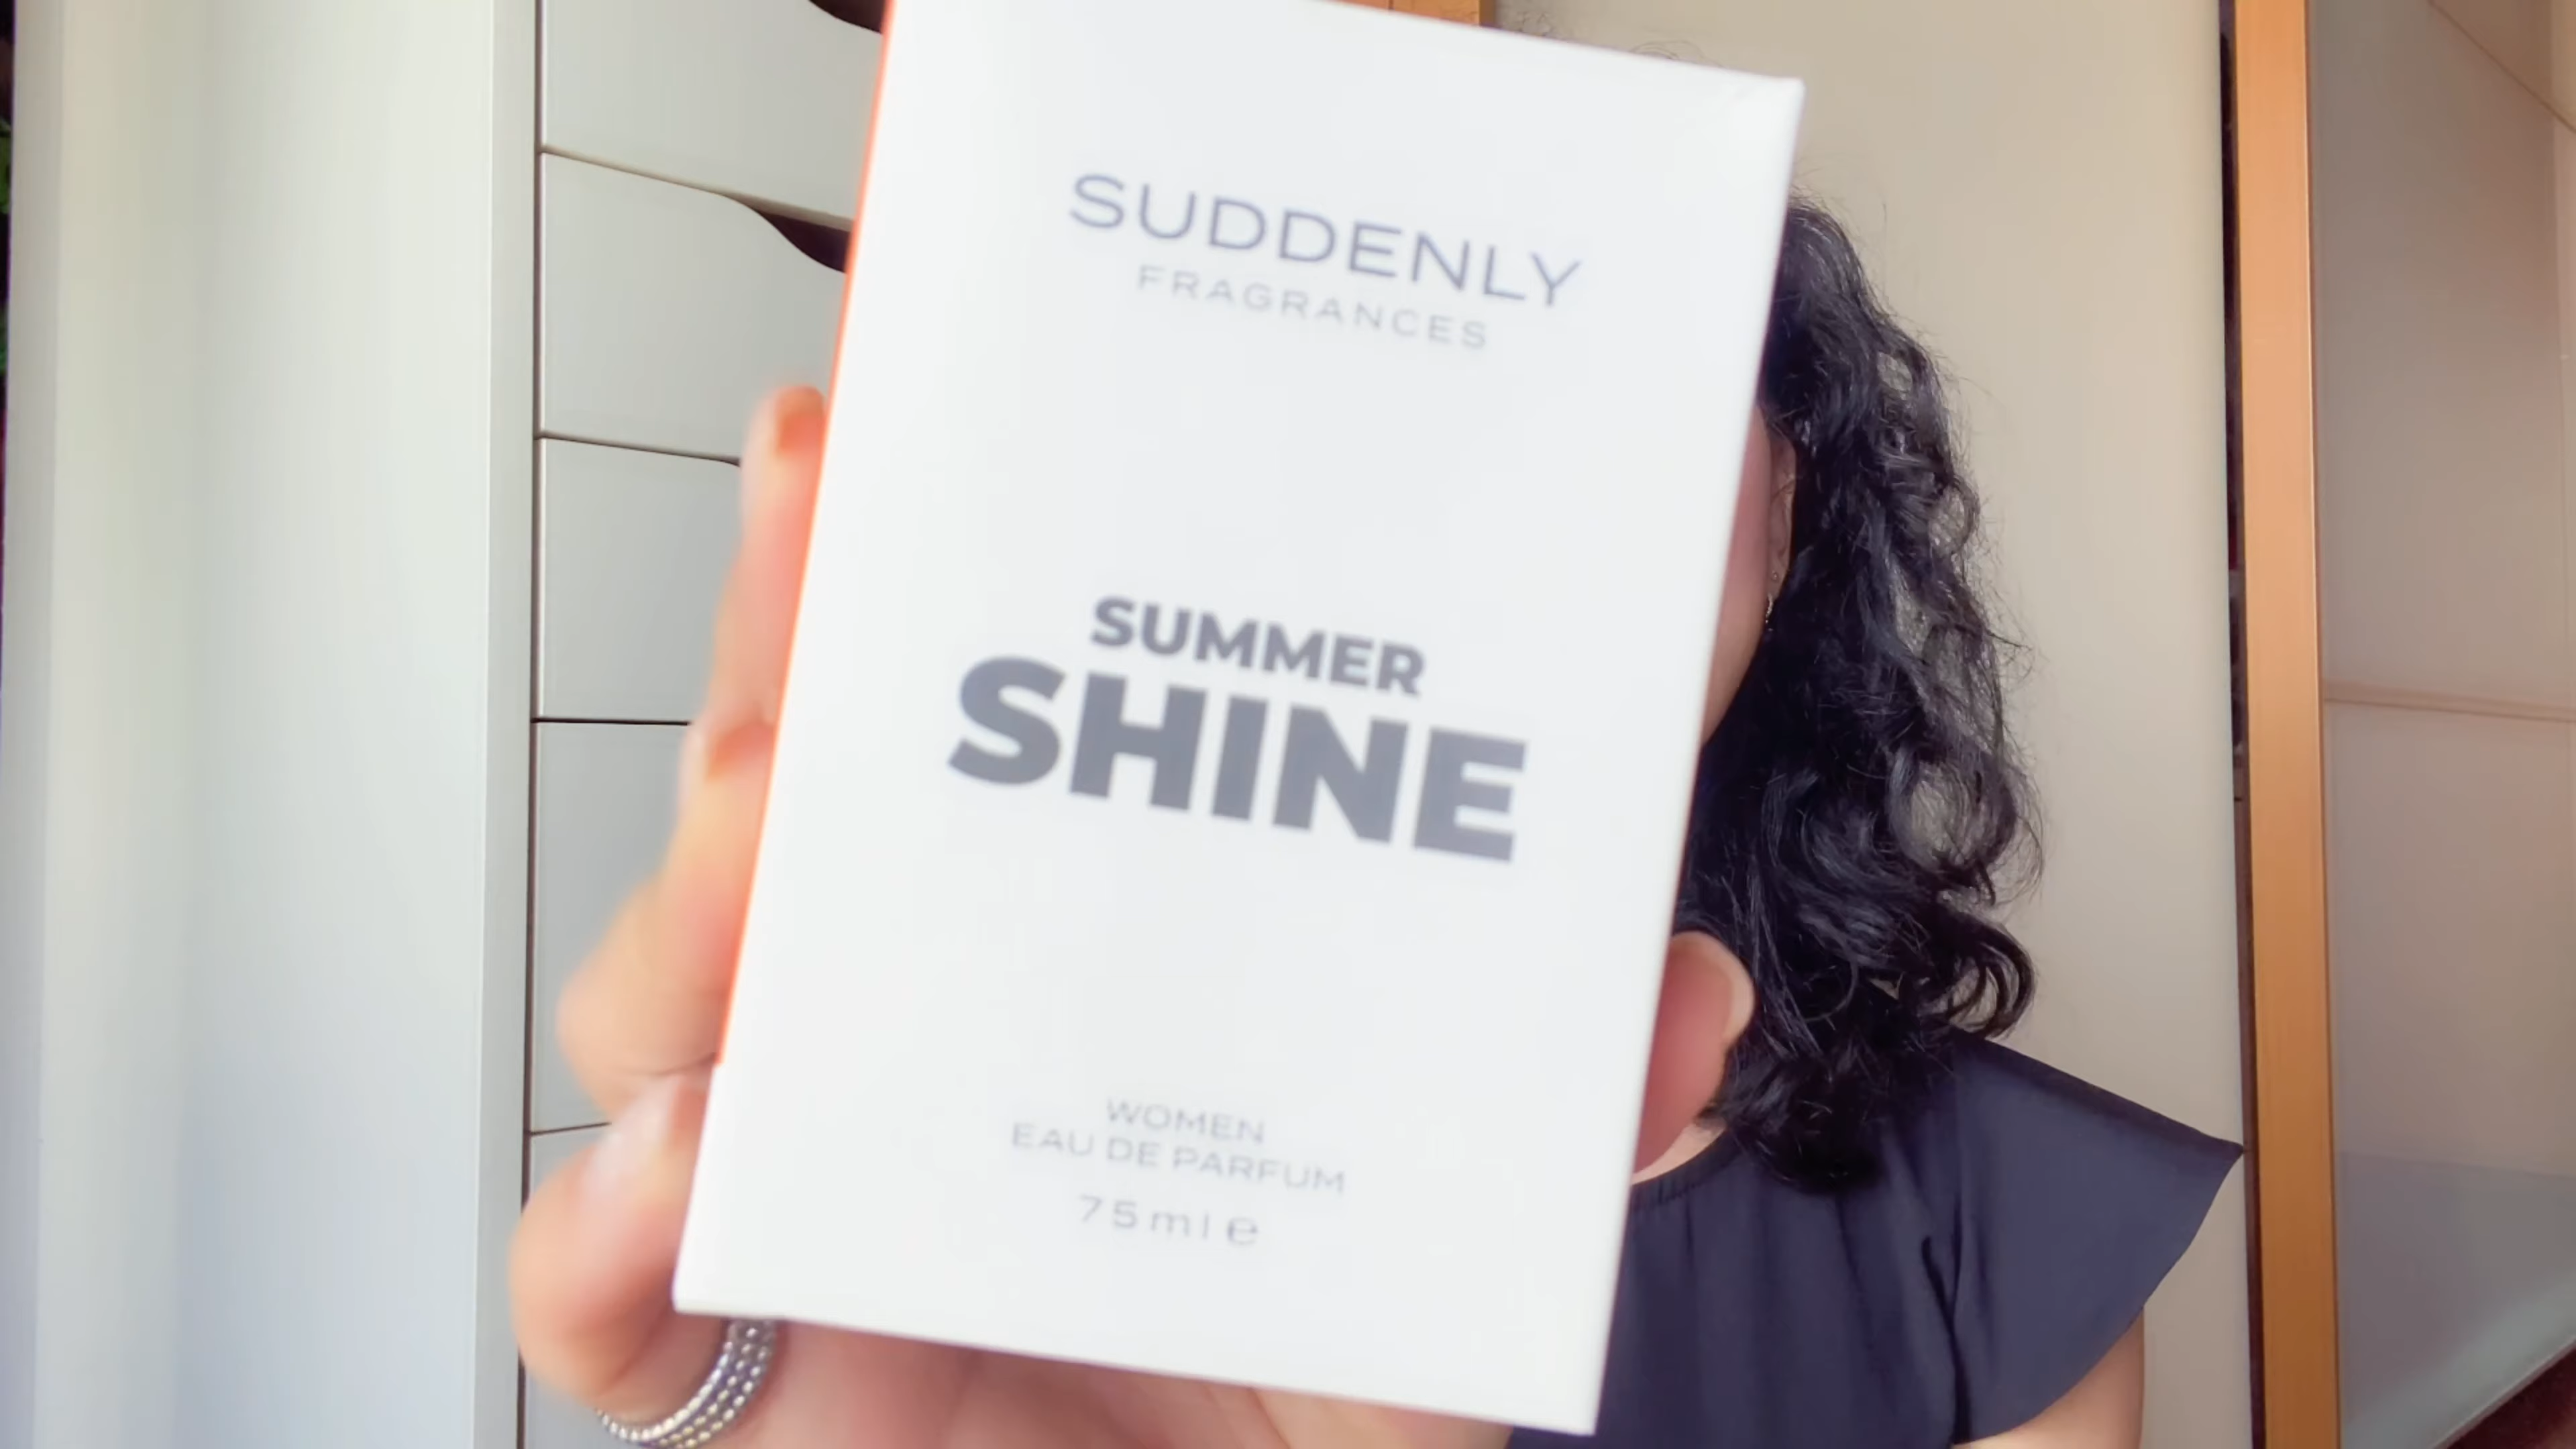 SUDDENLY
FRAGRANCES
SUMMER
SHINE
WOMEN
EAU DE PARFUM
75ml e